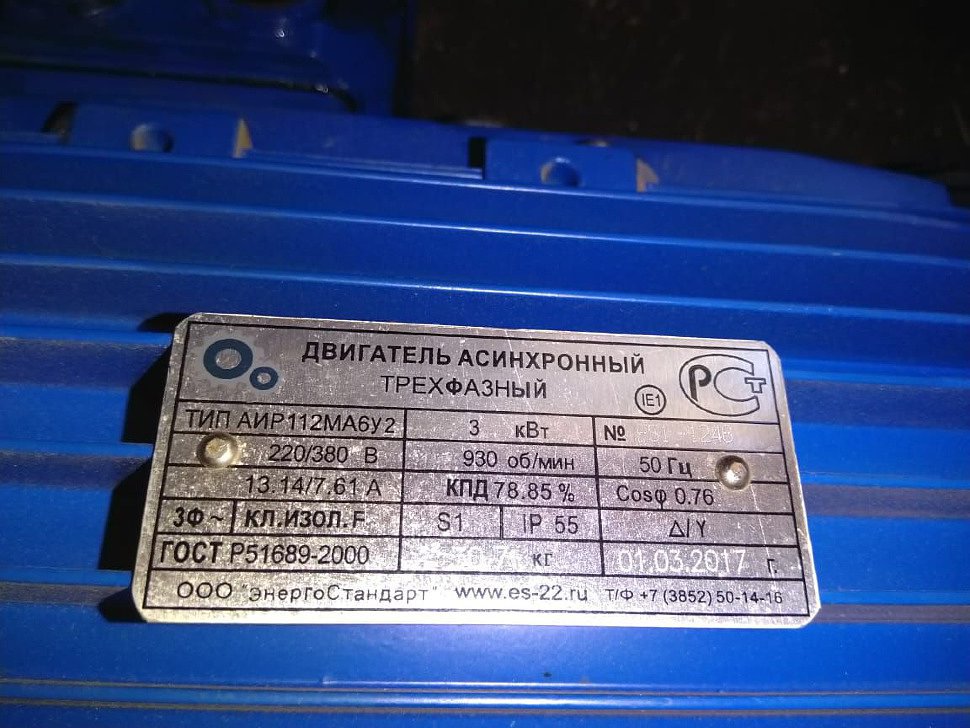 ДВИГАТЕЛЬ АСИНХРОННЫЙ
ТРЕХФАЗНЫЙ
IE1
РСТ
ТИП АИР112МА6У2 3 кВт №
220/380 В 930 об/мин 50 Гц
13.14/7.61 А КПД 78.85 % Cosφ 0.76
3Ф ~ КЛ.ИЗОЛ. F S1 IP 55 Δ/Y
ГОСТ Р51689-2000 кг 01.03.2017 г.
ООО "ЭнергоСтандарт" www.es-22.ru Т/Ф +7 (3852) 50-14-16